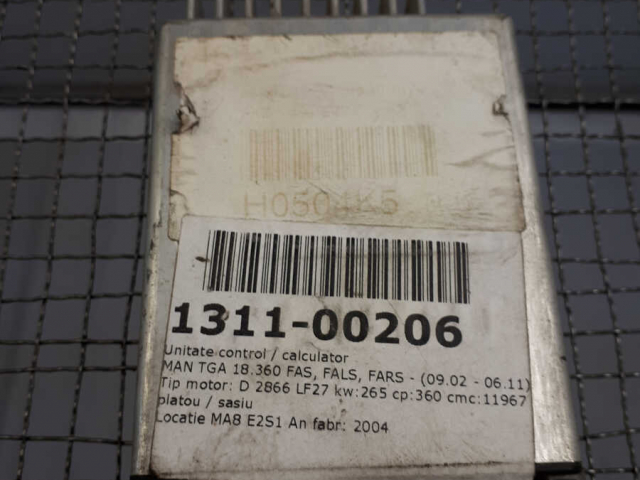 1311-00206
Unitate control / calculator
MAN TGA 18.360 FAS, FALS, FARS - (09.02 - 06.11)
Tip motor: D 2866 LF27 kw:265 cp:360 cmc:11967
platou / sasiu
Locatie MA8 E2S1 An fabr: 2004